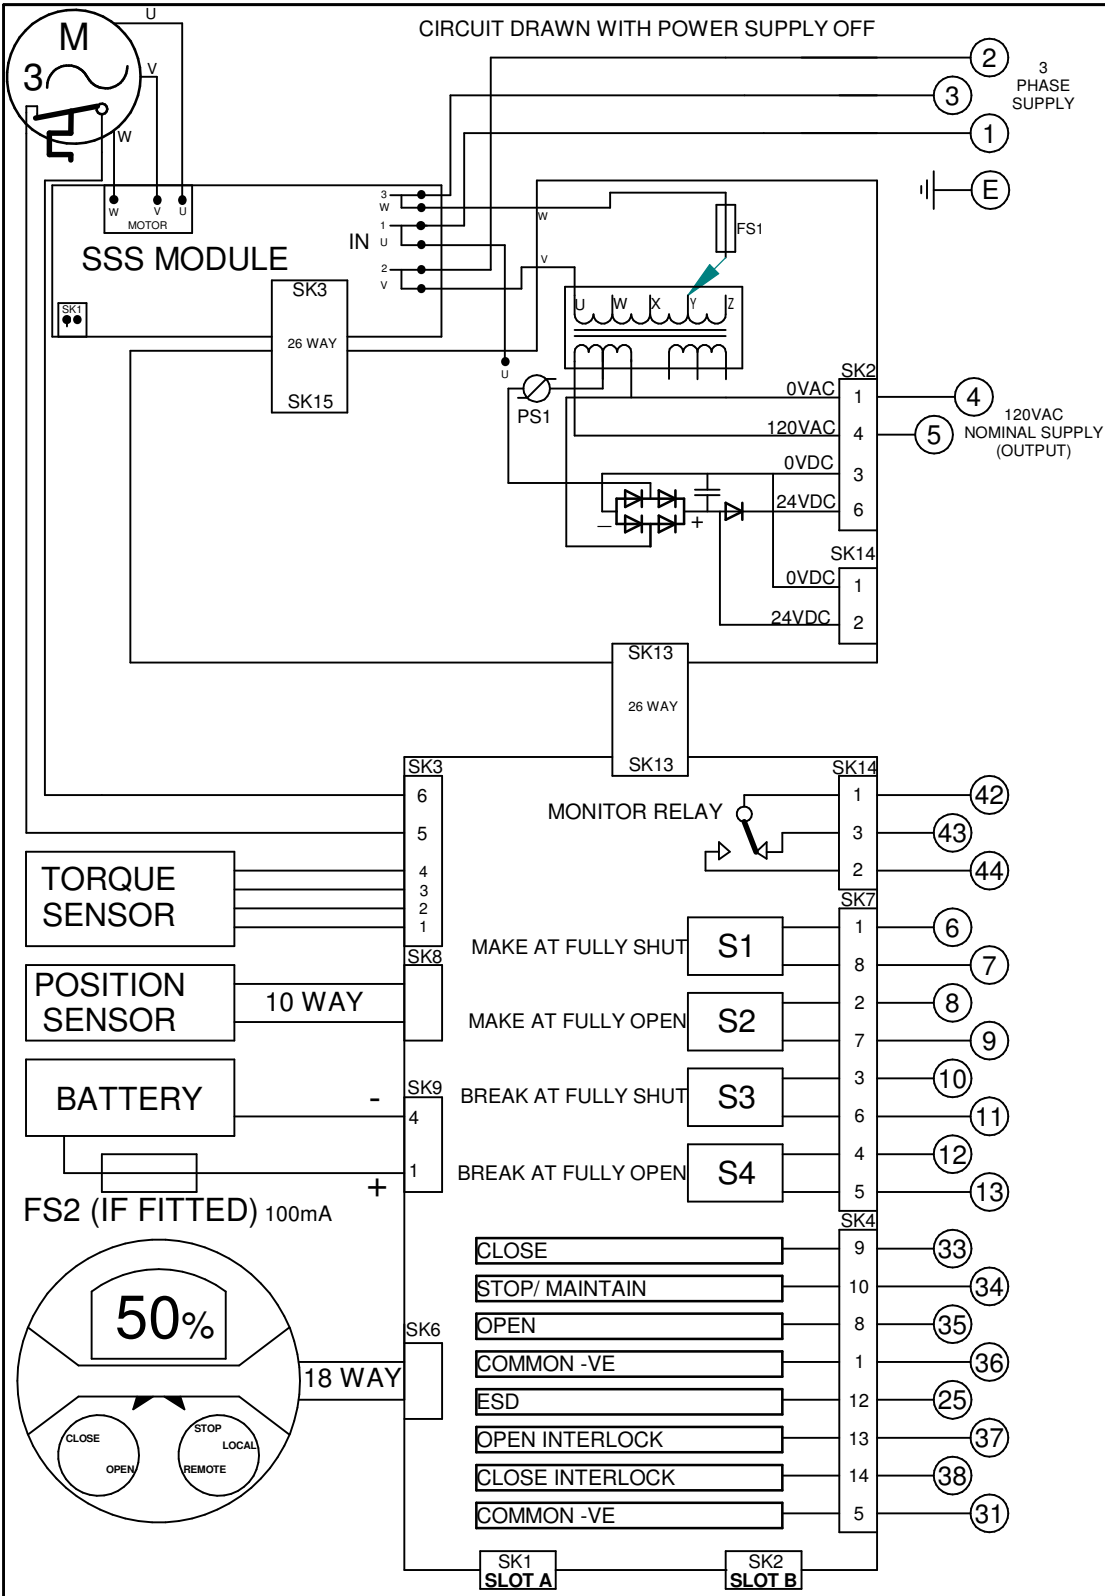 U
CIRCUIT DRAWN WITH POWER SUPPLY OFF
M
3
V
W
2
3
PHASE
SUPPLY
3
1
E
W
V
U
MOTOR
SSS MODULE
IN
3
W
1
U
2
V
W
V
FS1
SK1
SK3
26 WAY
SK15
U
W
X
Y
Z
U
PS1
SK2
0VAC
1
4
120VAC
4
5
120VAC
NOMINAL SUPPLY
(OUTPUT)
0VDC
3
24VDC
6
–
+
SK14
0VDC
1
24VDC
2
SK13
26 WAY
SK13
SK3
6
5
4
3
2
1
TORQUE
SENSOR
MONITOR RELAY
SK14
1
42
3
43
2
44
SK7
MAKE AT FULLY SHUT
S1
1
6
8
7
SK8
POSITION
SENSOR
10 WAY
MAKE AT FULLY OPEN
S2
2
8
7
9
BATTERY
-
SK9
4
1
+
FS2 (IF FITTED) 100mA
BREAK AT FULLY SHUT
S3
3
10
6
11
BREAK AT FULLY OPEN
S4
4
12
5
13
SK4
CLOSE
9
33
STOP/ MAINTAIN
10
34
OPEN
8
35
COMMON -VE
1
36
ESD
12
25
OPEN INTERLOCK
13
37
CLOSE INTERLOCK
14
38
COMMON -VE
5
31
50%
18 WAY
SK6
CLOSE
OPEN
STOP
LOCAL
REMOTE
SK1
SLOT A
SK2
SLOT B